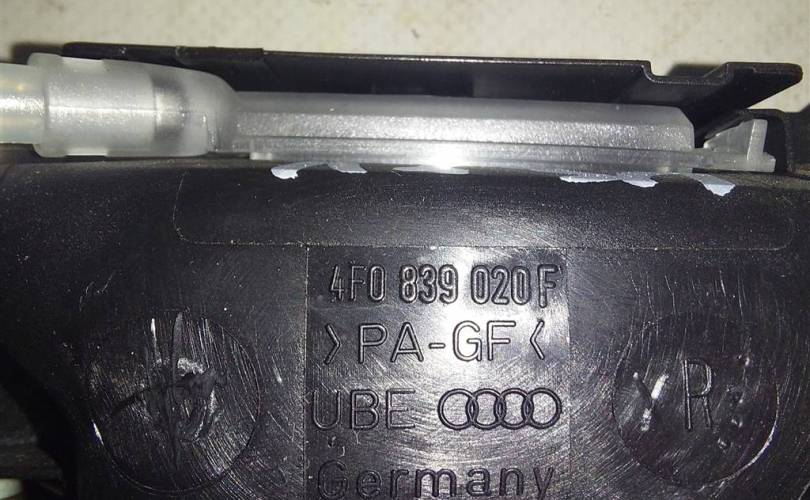 4F0 839 020 F
>PA-GF<
UBE
R
Germany